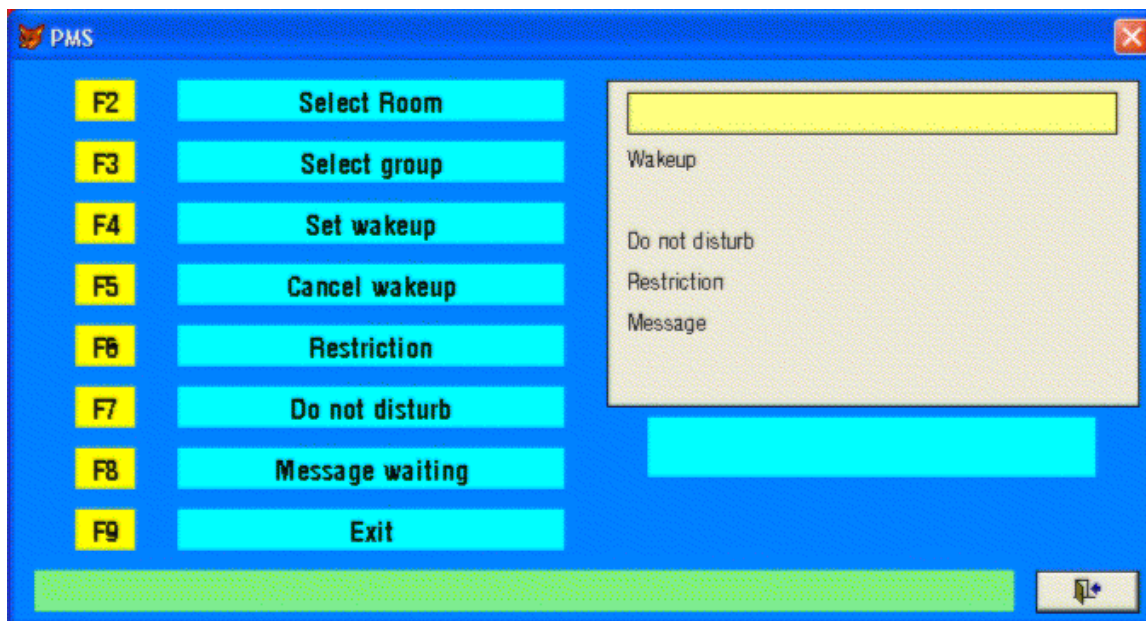 PMS
F2 Select Room
F3 Select group
F4 Set wakeup
F5 Cancel wakeup
F6 Restriction
F7 Do not disturb
F8 Message waiting
F9 Exit
Wakeup
Do not disturb
Restriction
Message